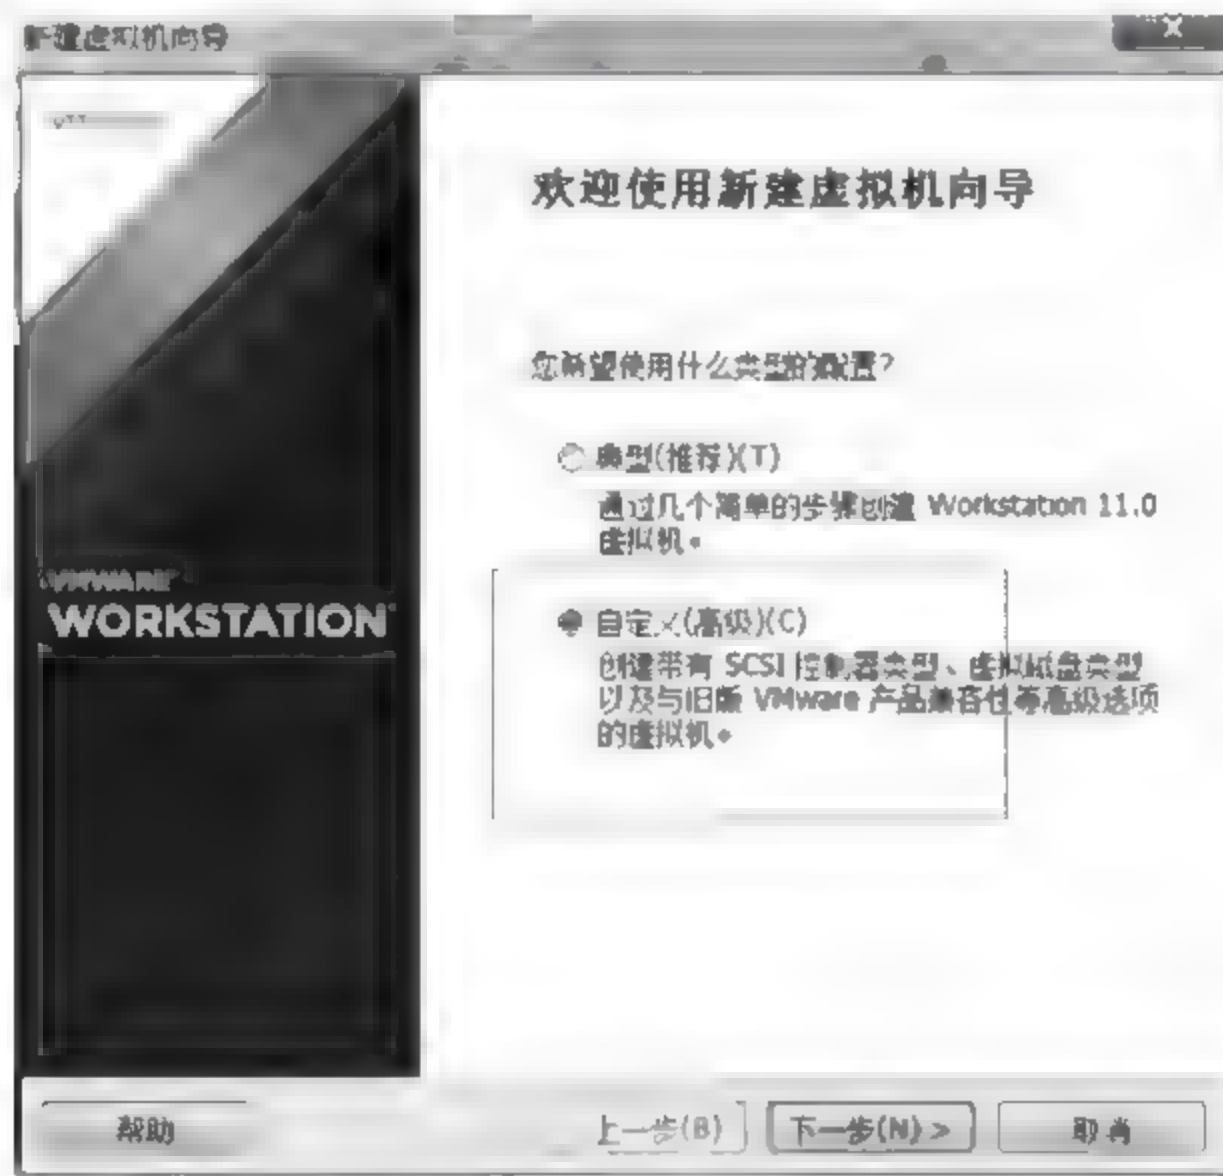 新建虚拟机向导
欢迎使用新建虚拟机向导
您希望使用什么类型的配置?
典型(推荐)(T)
通过几个简单的步骤创建 Workstation 11.0
虚拟机。
VMWARE
WORKSTATION
自定义(高级)(C)
创建带有 SCSI 控制器类型、虚拟磁盘类型
以及与旧版 VMware 产品兼容性等高级选项
的虚拟机。
帮助
上一步(B)
下一步(N) >
取消